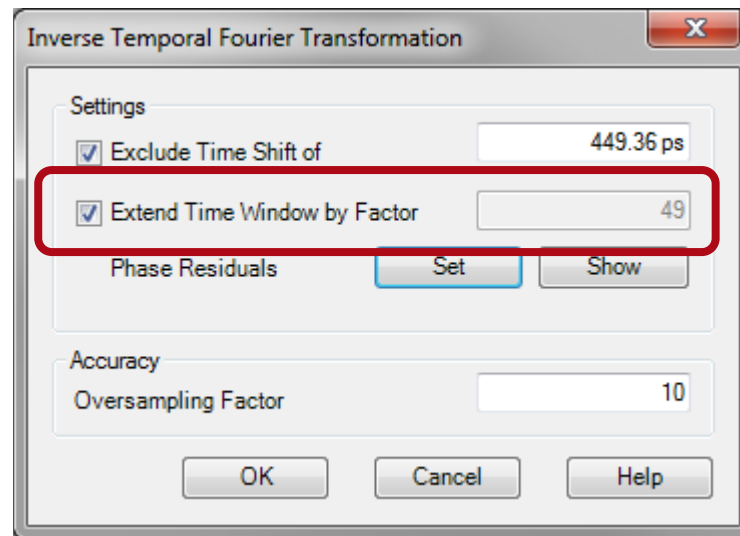 Inverse Temporal Fourier Transformation
Settings
Exclude Time Shift of 449.36 ps
Extend Time Window by Factor 49
Phase Residuals Set Show
Accuracy
Oversampling Factor 10
OK Cancel Help